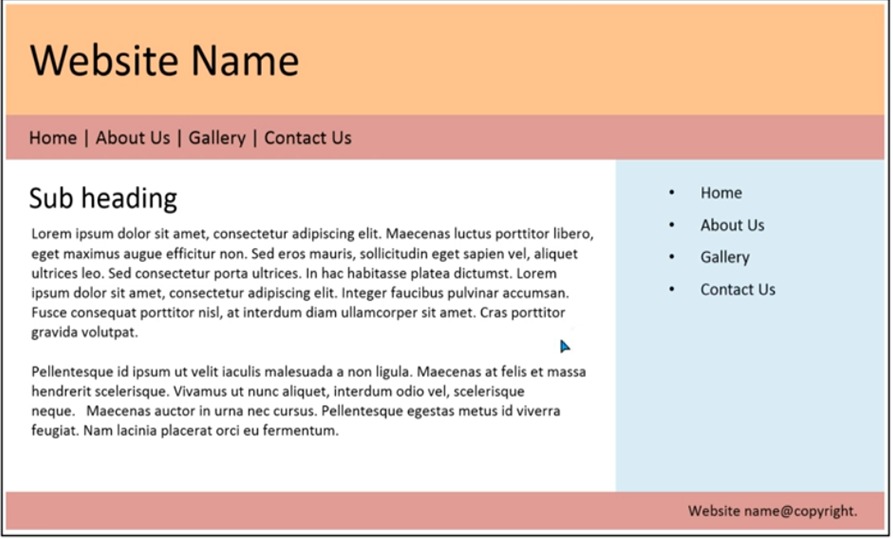 Website Name
Home | About Us | Gallery | Contact Us
Sub heading
Lorem ipsum dolor sit amet, consectetur adipiscing elit. Maecenas luctus porttitor libero,
eget maximus augue efficitur non. Sed eros mauris, sollicitudin eget sapien vel, aliquet
ultrices leo. Sed consectetur porta ultrices. In hac habitasse platea dictumst. Lorem
ipsum dolor sit amet, consectetur adipiscing elit. Integer faucibus pulvinar accumsan.
Fusce consequat porttitor nisl, at interdum diam ullamcorper sit amet. Cras porttitor
gravida volutpat.
Pellentesque id ipsum ut velit iaculis malesuada a non ligula. Maecenas at felis et massa
hendrerit scelerisque. Vivamus ut nunc aliquet, interdum odio vel, scelerisque
neque.   Maecenas auctor in urna nec cursus. Pellentesque egestas metus id viverra
feugiat. Nam lacinia placerat orci eu fermentum.
• Home
• About Us
• Gallery
• Contact Us
Website name@copyright.